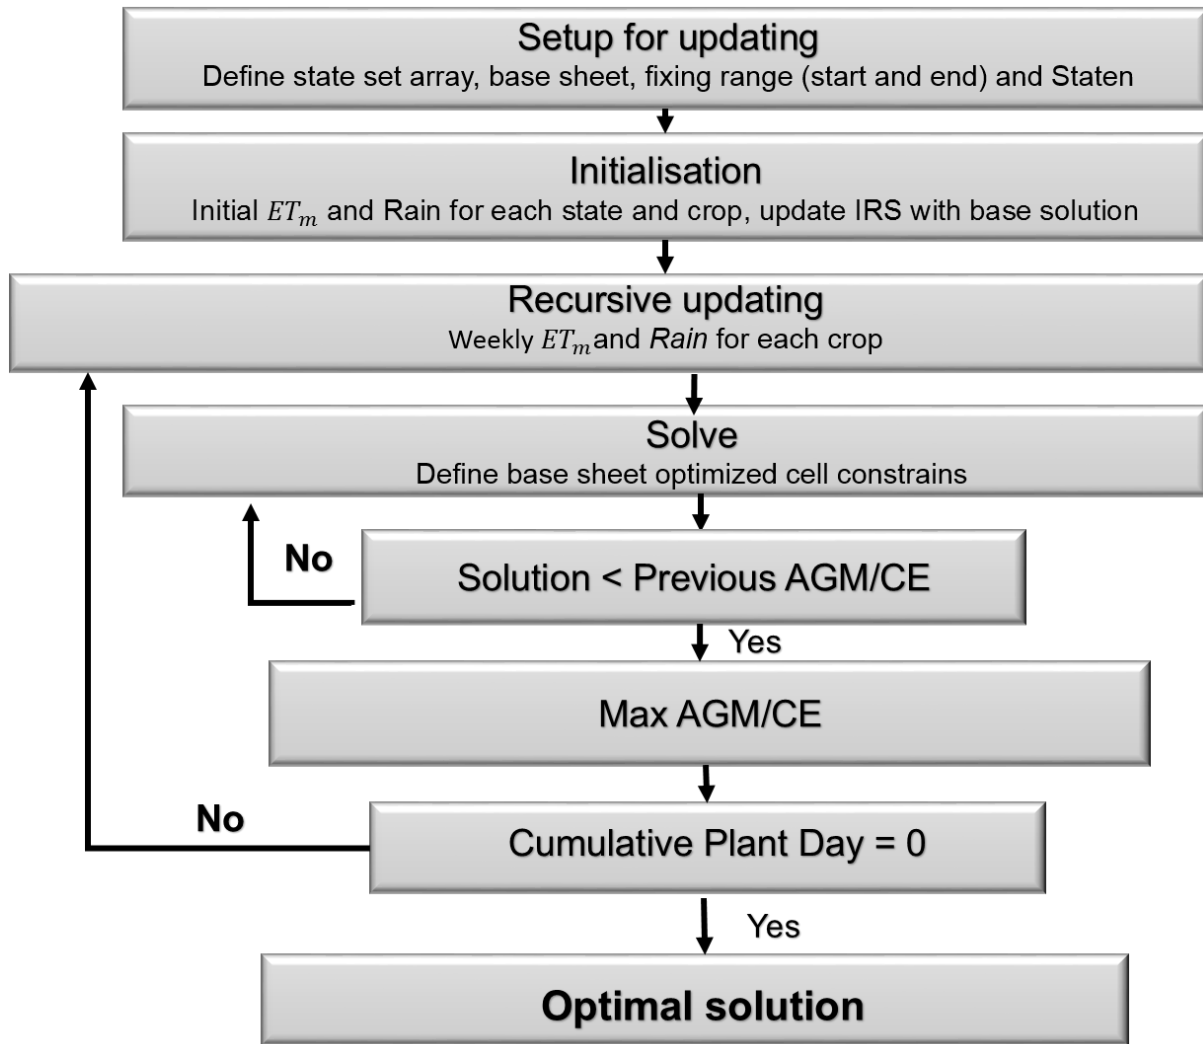 Setup for updating
Define state set array, base sheet, fixing range (start and end) and Staten
Initialisation
Initial ETm and Rain for each state and crop, update IRS with base solution
Recursive updating
Weekly ETm and Rain for each crop
Solve
Define base sheet optimized cell constrains
No
Solution < Previous AGM/CE
Yes
Max AGM/CE
No
Cumulative Plant Day = 0
Yes
Optimal solution